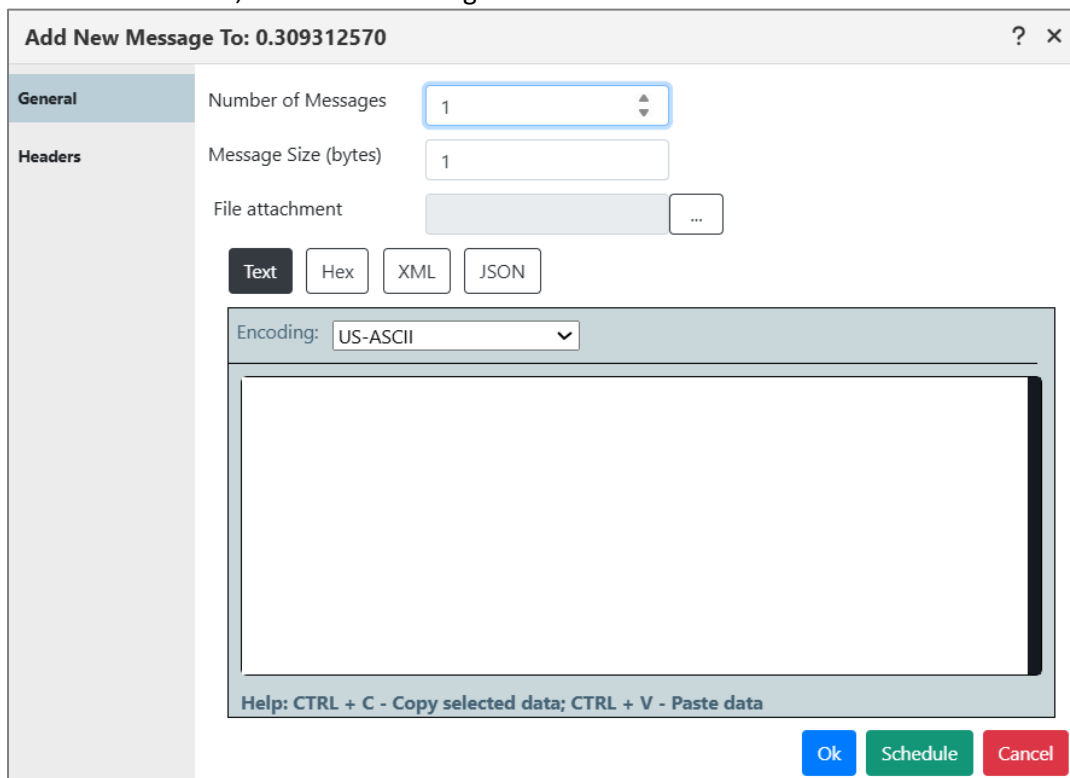 Add New Message To: 0.309312570 ? ×
General
Headers
Number of Messages 1
Message Size (bytes) 1
File attachment ...
Text Hex XML JSON
Encoding: US-ASCII
Help: CTRL + C - Copy selected data; CTRL + V - Paste data
Ok Schedule Cancel